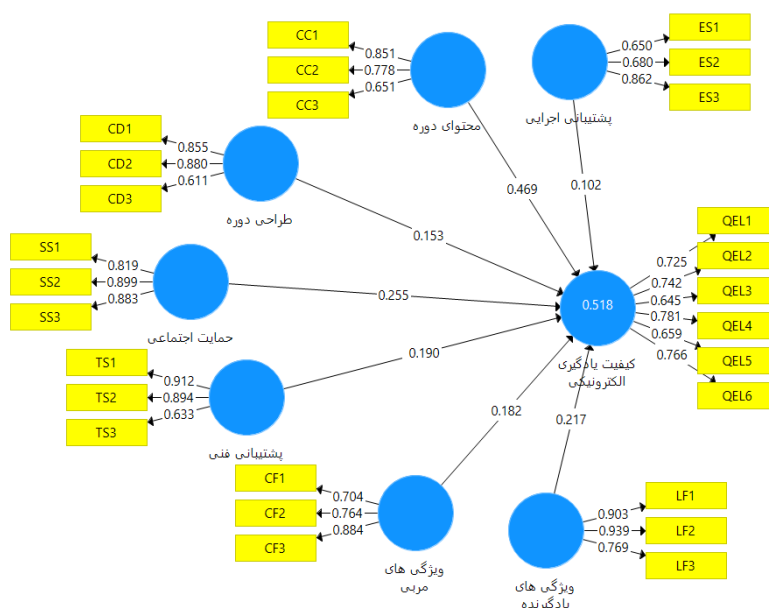 CC1
CC2
CC3
0.851
0.778
0.651
محتوای دوره
ES1
ES2
ES3
0.650
0.680
0.862
پشتیبانی اجرایی
CD1
CD2
CD3
0.855
0.880
0.611
طراحی دوره
0.469
0.102
0.153
SS1
SS2
SS3
0.819
0.899
0.883
حمایت اجتماعی
0.255
0.518
کیفیت یادگیری
الکترونیکی
QEL1
QEL2
QEL3
QEL4
QEL5
QEL6
0.725
0.742
0.645
0.781
0.659
0.766
TS1
TS2
TS3
0.912
0.894
0.633
پشتیبانی فنی
0.190
0.182
0.217
CF1
CF2
CF3
0.704
0.764
0.884
ویژگی های
مربی
LF1
LF2
LF3
0.903
0.939
0.769
ویژگی های
یادگیرنده